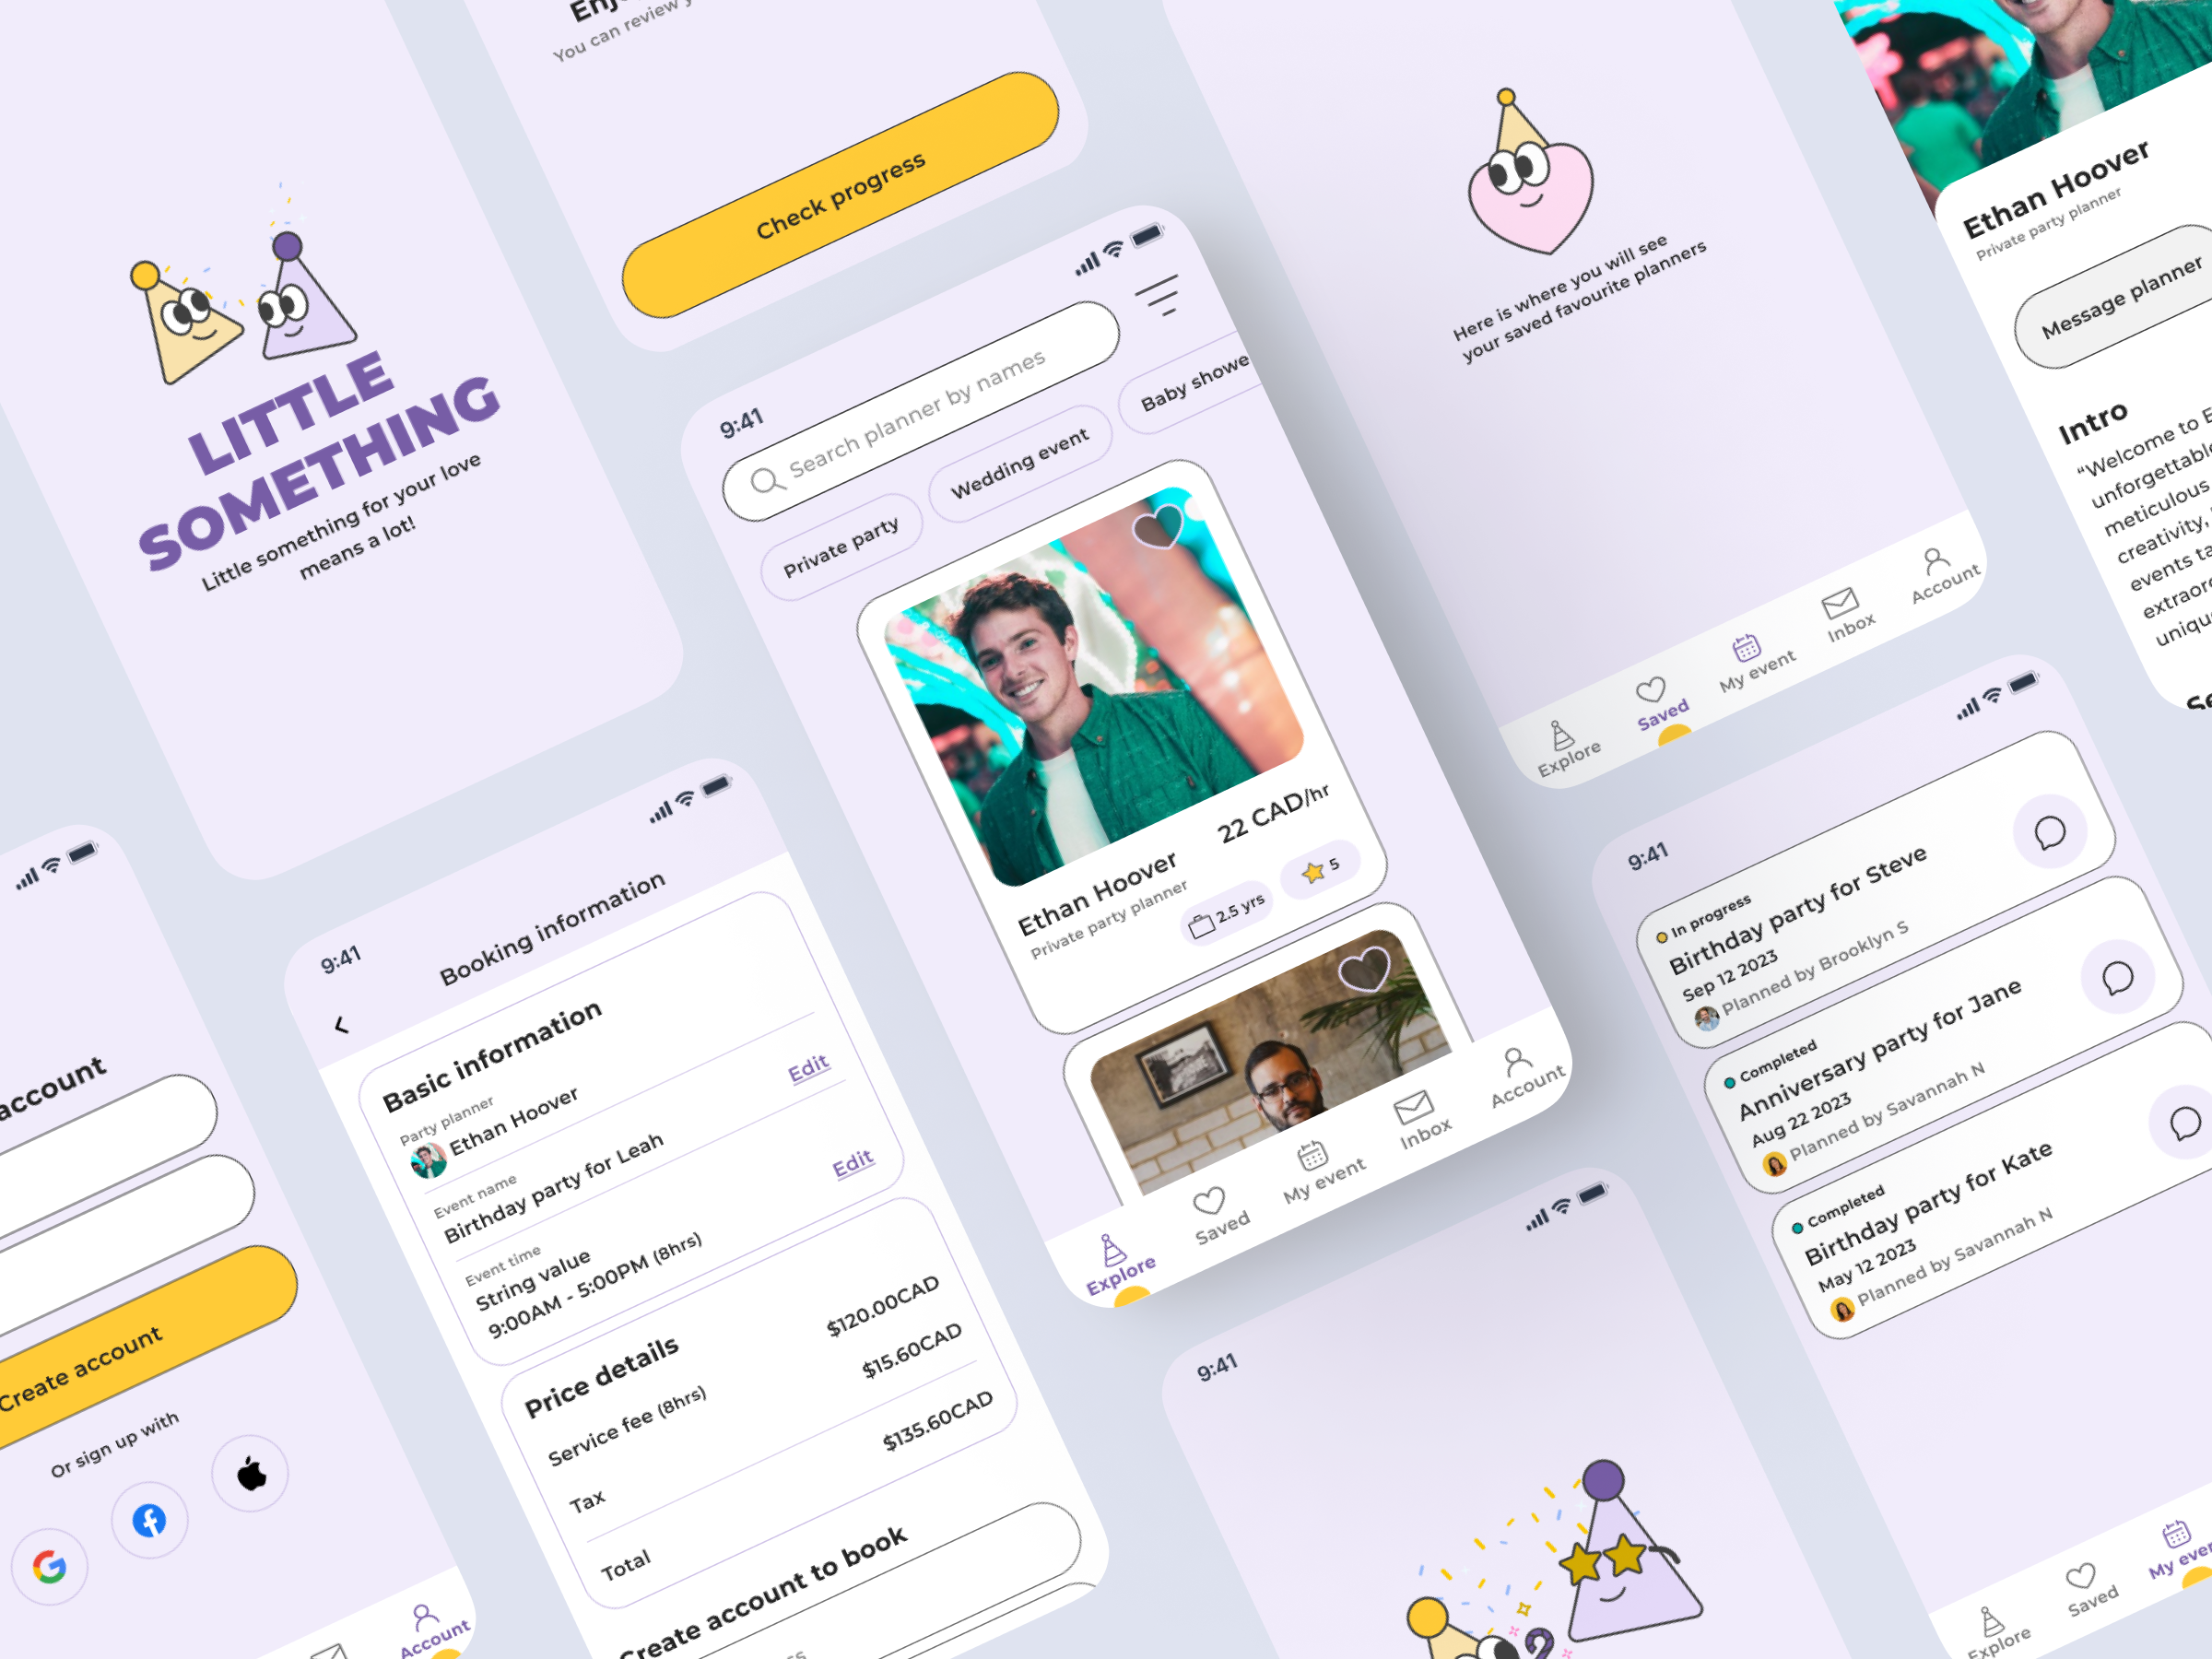 You can review
Check progress
LITTLE
SOMETHING
Little something for your love
means a lot!
9:41
Search planner by names
Private party
Wedding event
Baby showe
22 CAD/hr
Ethan Hoover
Private party planner
2.5 yrs
5
Explore
Saved
My event
Inbox
Account
Here is where you will see
your saved favourite planners
Explore
Saved
My event
Inbox
Account
Ethan Hoover
Private party planner
Message planner
Intro
“Welcome to E
unforgettable
meticulous
creativity,
events ta
extraor
uniqu
Se
account
Create account
Or sign up with
Account
9:41
Booking information
Basic information
Party planner
Ethan Hoover
Edit
Event name
Birthday party for Leah
Edit
Event time
String value
9:00AM - 5:00PM (8hrs)
Price details
Service fee (8hrs)
$120.00CAD
Tax
$15.60CAD
Total
$135.60CAD
Create account to book
9:41
In progress
Birthday party for Steve
Sep 12 2023
Planned by Brooklyn S
Completed
Anniversary party for Jane
Aug 22 2023
Planned by Savannah N
Completed
Birthday party for Kate
May 12 2023
Planned by Savannah N
Explore
Saved
My ever
9:41